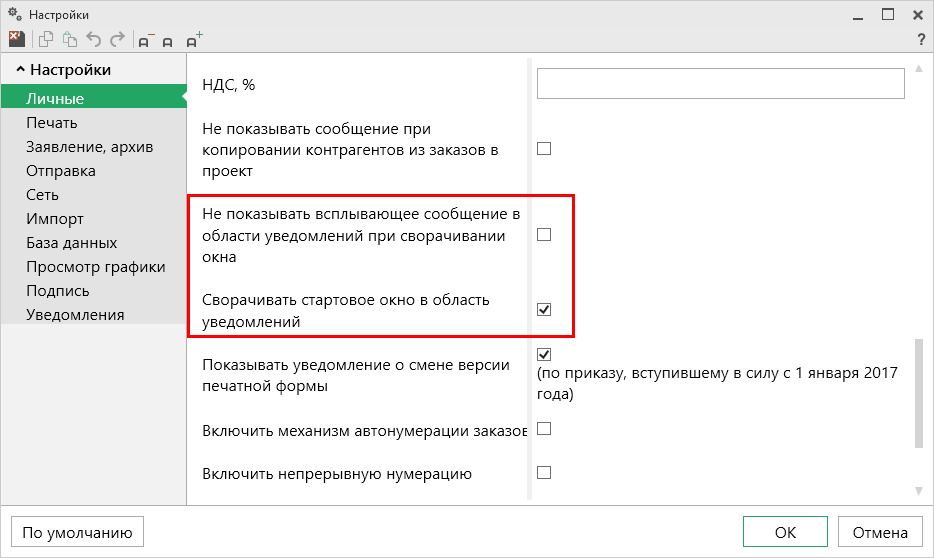 Настройки
?
Настройки
Личные
Печать
Заявление, архив
Отправка
Сеть
Импорт
База данных
Просмотр графики
Подпись
Уведомления
НДС, %
Не показывать сообщение при
копировании контрагентов из заказов в
проект
Не показывать всплывающее сообщение в
области уведомлений при сворачивании
окна
Сворачивать стартовое окно в область
уведомлений
Показывать уведомление о смене версии
печатной формы
(по приказу, вступившему в силу с 1 января 2017
года)
Включить механизм автонумерации заказов
Включить непрерывную нумерацию
По умолчанию
ОК
Отмена